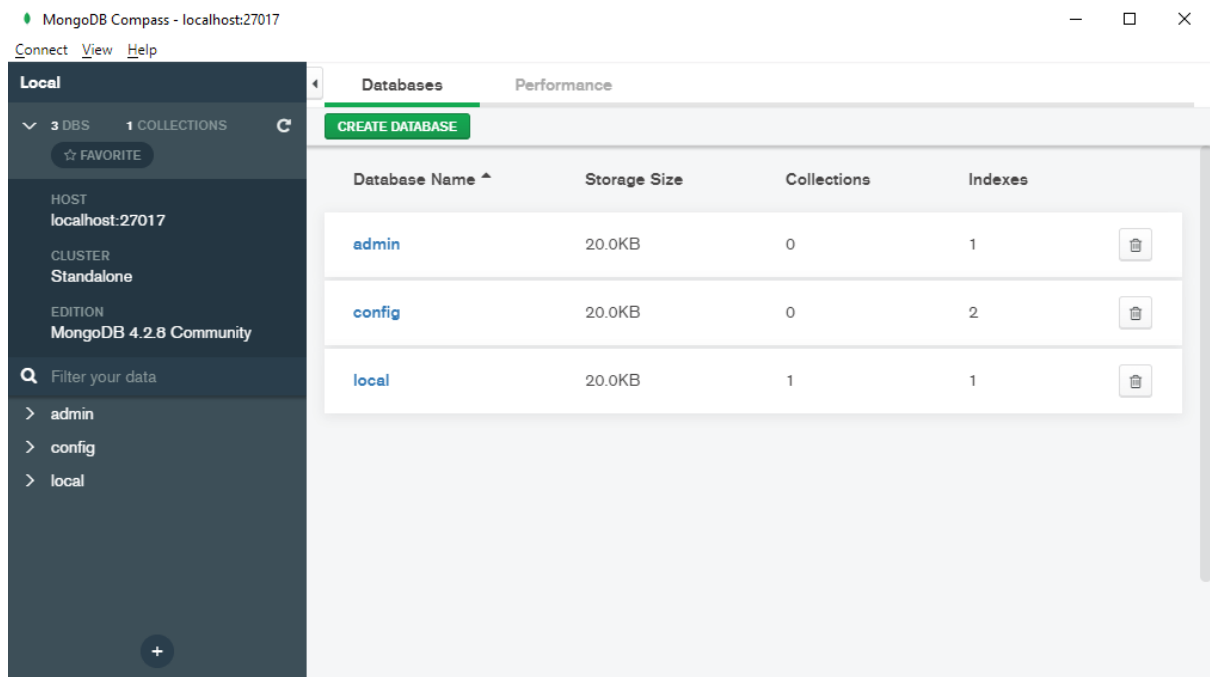 MongoDB Compass - localhost:27017
Connect View Help
Local
3 DBS 1 COLLECTIONS
FAVORITE
HOST
localhost:27017
CLUSTER
Standalone
EDITION
MongoDB 4.2.8 Community
Filter your data
admin
config
local
Databases Performance
CREATE DATABASE
Database Name Storage Size Collections Indexes
admin 20.0KB 0 1
config 20.0KB 0 2
local 20.0KB 1 1